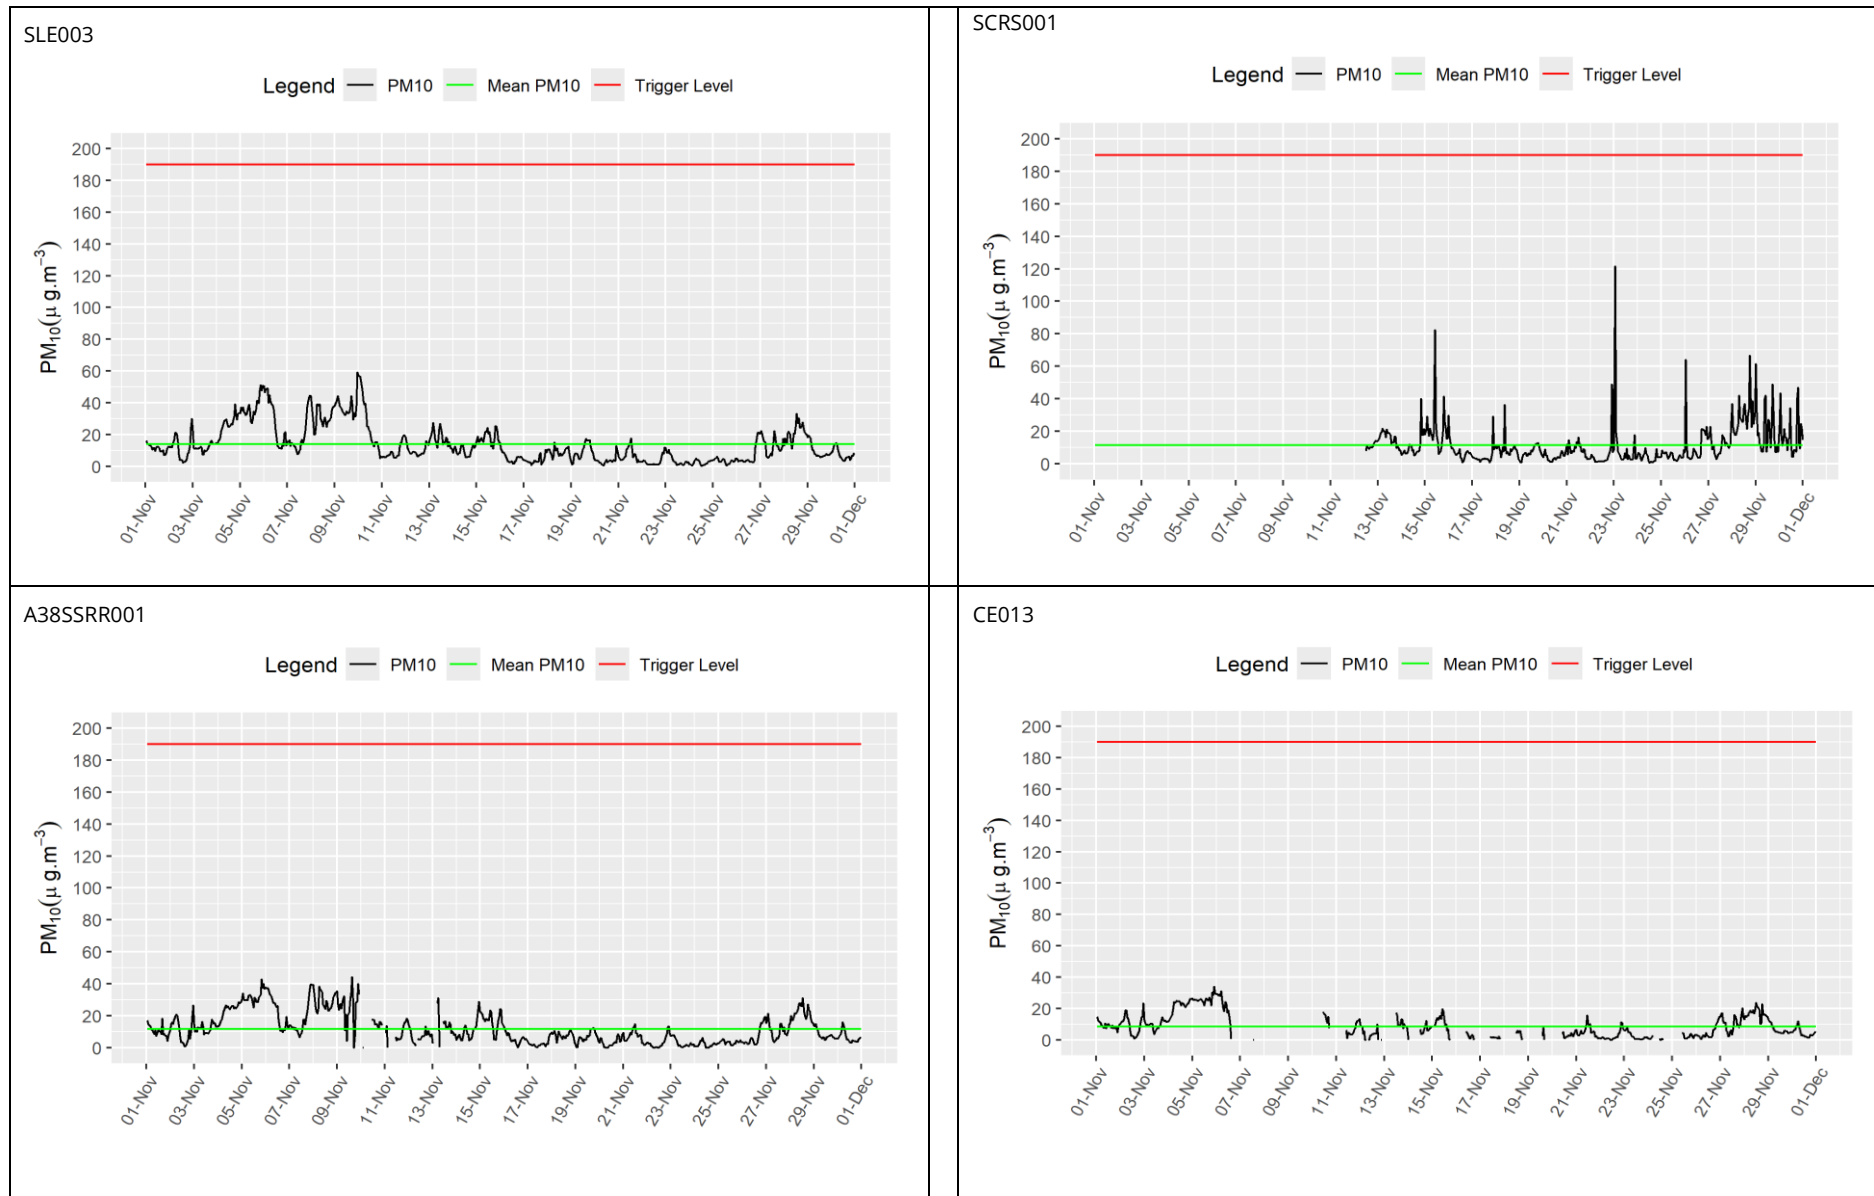 SLE003
Legend PM10 Mean PM10 Trigger Level
200
180
160
140
120
100
80
60
40
20
0
PM10(μ g.m−3)
01-Nov 03-Nov 05-Nov 07-Nov 09-Nov 11-Nov 13-Nov 15-Nov 17-Nov 19-Nov 21-Nov 23-Nov 25-Nov 27-Nov 29-Nov 01-Dec
SCRS001
Legend PM10 Mean PM10 Trigger Level
200
180
160
140
120
100
80
60
40
20
0
PM10(μ g.m−3)
01-Nov 03-Nov 05-Nov 07-Nov 09-Nov 11-Nov 13-Nov 15-Nov 17-Nov 19-Nov 21-Nov 23-Nov 25-Nov 27-Nov 29-Nov 01-Dec
A38SSRR001
Legend PM10 Mean PM10 Trigger Level
200
180
160
140
120
100
80
60
40
20
0
PM10(μ g.m−3)
01-Nov 03-Nov 05-Nov 07-Nov 09-Nov 11-Nov 13-Nov 15-Nov 17-Nov 19-Nov 21-Nov 23-Nov 25-Nov 27-Nov 29-Nov 01-Dec
CE013
Legend PM10 Mean PM10 Trigger Level
200
180
160
140
120
100
80
60
40
20
0
PM10(μ g.m−3)
01-Nov 03-Nov 05-Nov 07-Nov 09-Nov 11-Nov 13-Nov 15-Nov 17-Nov 19-Nov 21-Nov 23-Nov 25-Nov 27-Nov 29-Nov 01-Dec